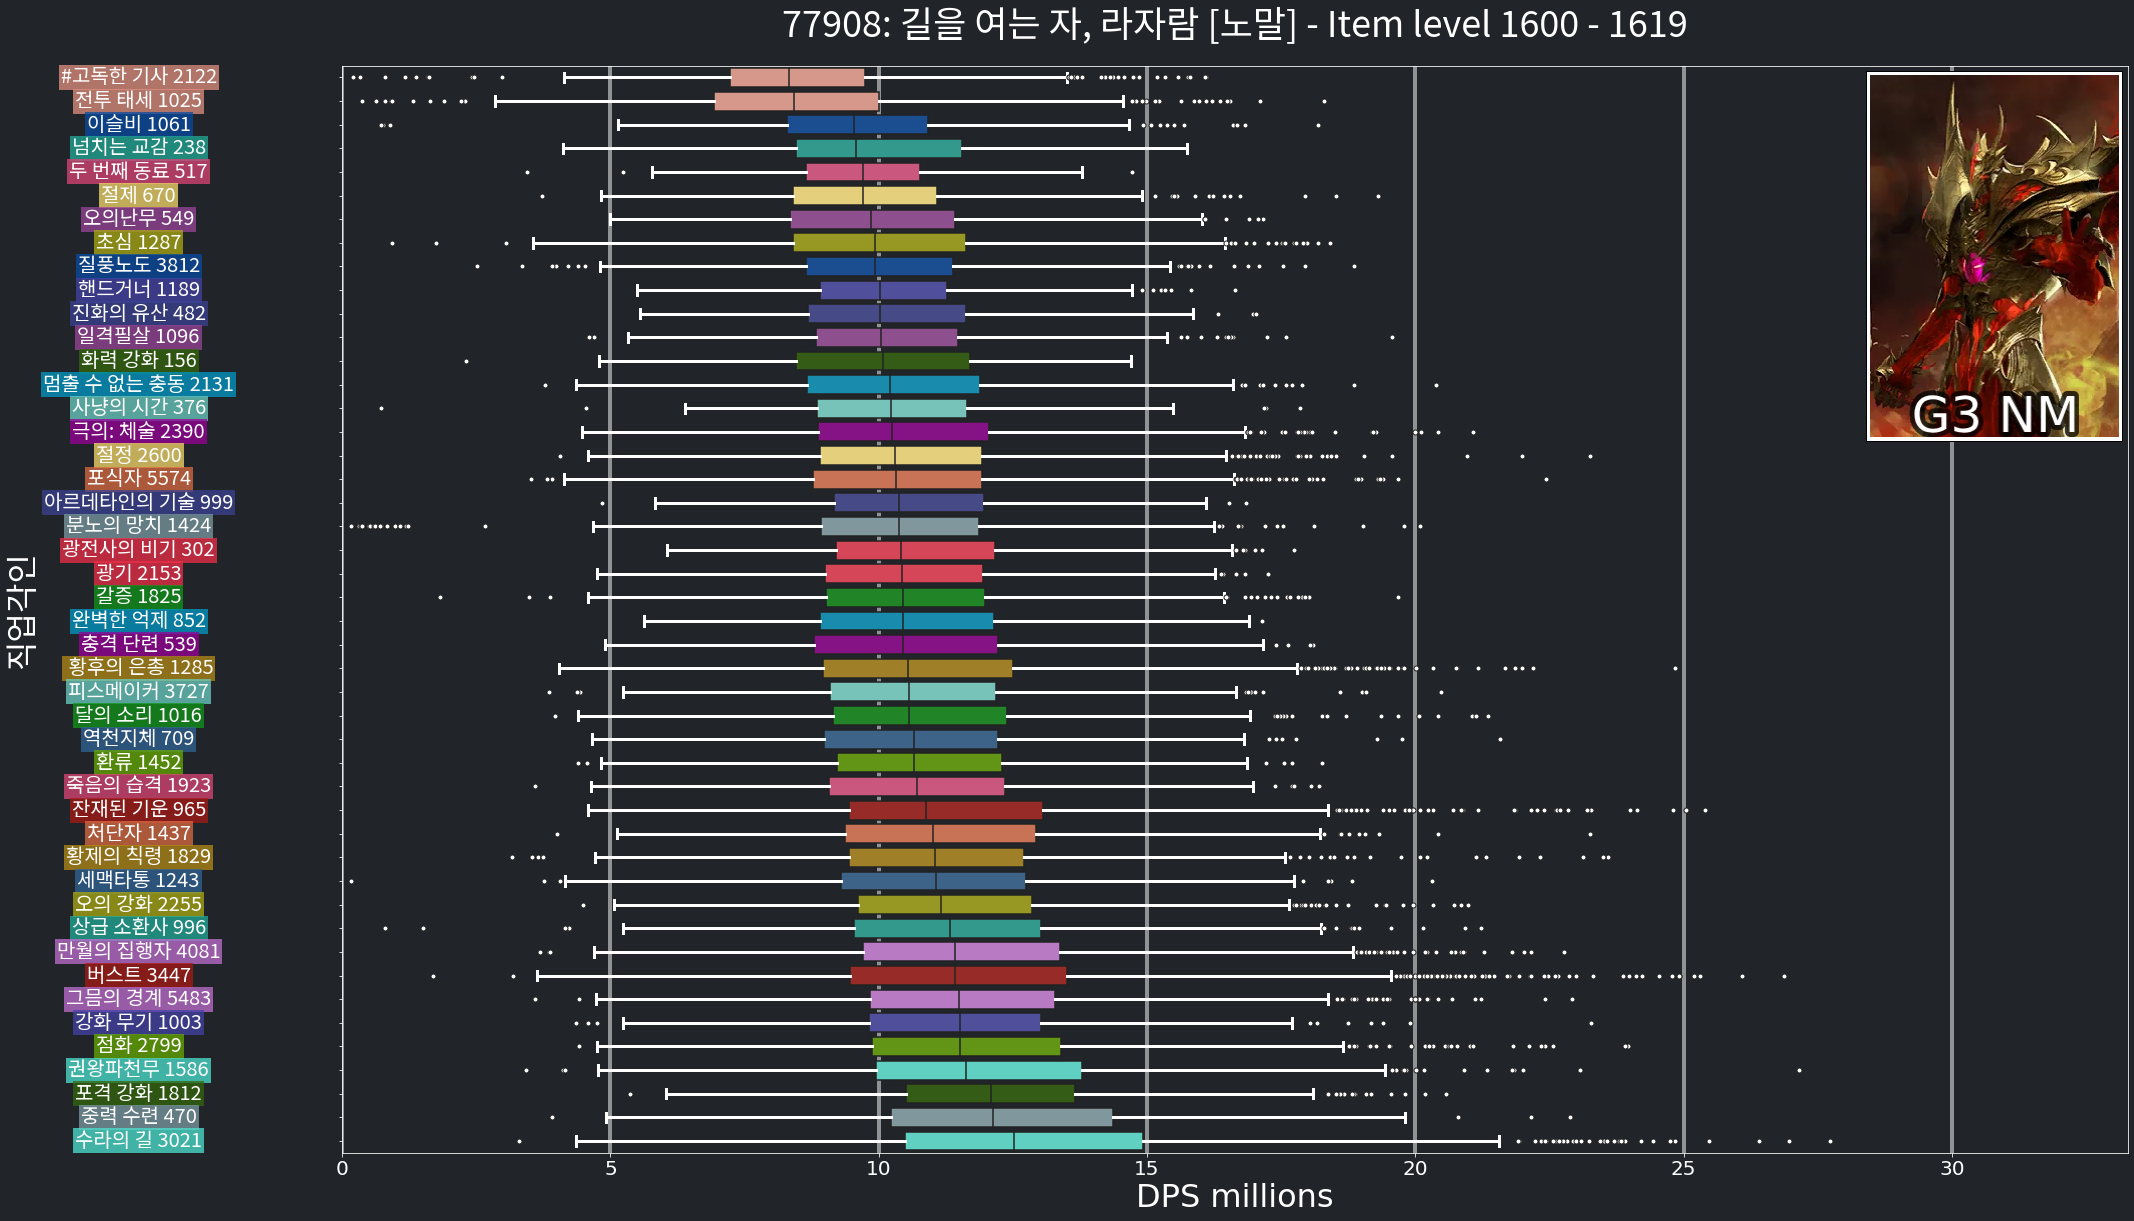 77908: 길을 여는 자, 라자람 [노말] - Item level 1600 - 1619
#고독한 기사 2122
전투 태세 1025
이슬비 1061
넘치는 교감 238
두 번째 동료 517
절제 670
오의난무 549
초심 1287
질풍노도 3812
핸드거너 1189
진화의 유산 482
일격필살 1096
화력 강화 156
멈출 수 없는 충동 2131
사냥의 시간 376
극의: 체술 2390
절정 2600
포식자 5574
아르데타인의 기술 999
분노의 망치 1424
광전사의 비기 302
광기 2153
갈증 1825
완벽한 억제 852
충격 단련 539
황후의 은총 1285
피스메이커 3727
달의 소리 1016
역천지체 709
환류 1452
죽음의 습격 1923
잔재된 기운 965
처단자 1437
황제의 칙령 1829
세맥타통 1243
오의 강화 2255
상급 소환사 996
만월의 집행자 4081
버스트 3447
그믐의 경계 5483
강화 무기 1003
점화 2799
권왕파천무 1586
포격 강화 1812
중력 수련 470
수라의 길 3021
직업각인
G3 NM
0 5 10 15 20 25 30
DPS millions